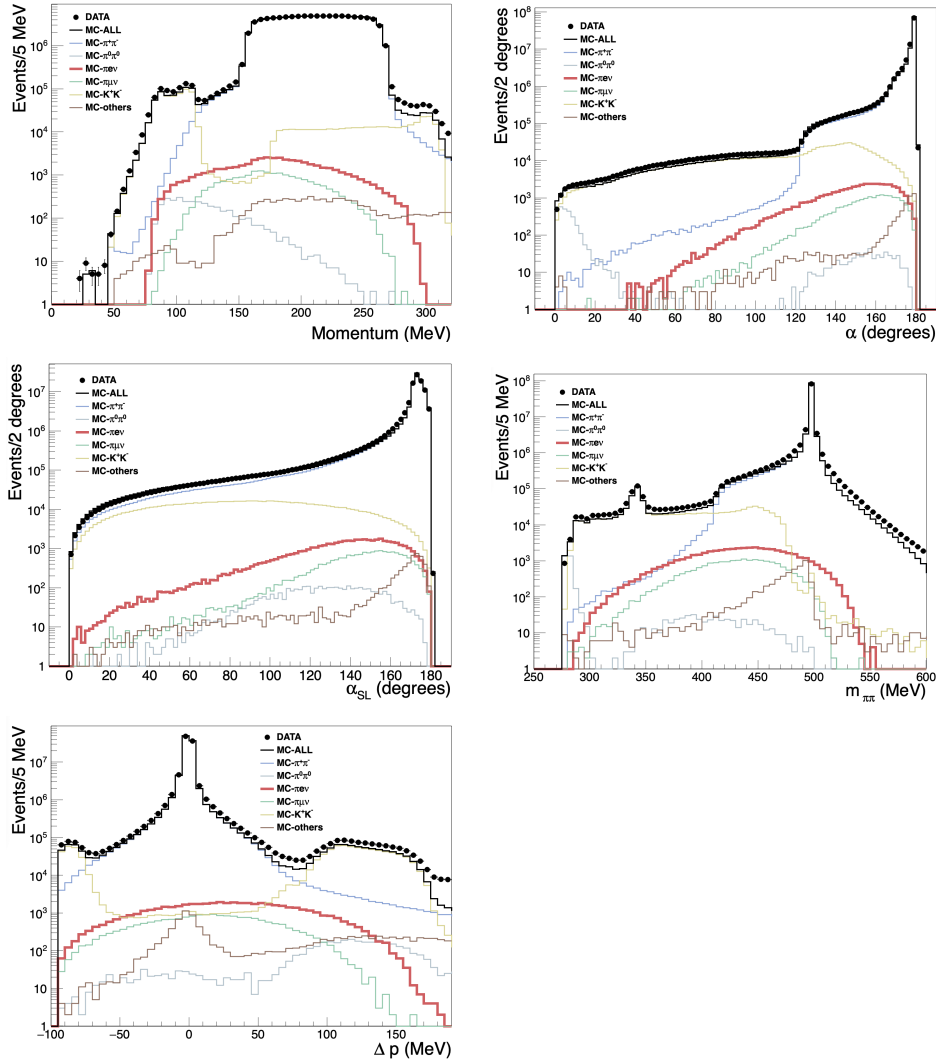 Events/5 MeV
10⁶
10⁵
10⁴
10³
10²
10
1
0 50 100 150 200 250 300
Momentum (MeV)
DATA
MC-ALL
MC-π⁺π⁻
MC-π⁰π⁰
MC-πeν
MC-πμν
MC-K⁺K⁻
MC-others
Events/2 degrees
10⁸
10⁷
10⁶
10⁵
10⁴
10³
10²
10
1
0 20 40 60 80 100 120 140 160 180
α (degrees)
DATA
MC-ALL
MC-π⁺π⁻
MC-π⁰π⁰
MC-πeν
MC-πμν
MC-K⁺K⁻
MC-others
Events/2 degrees
10⁷
10⁶
10⁵
10⁴
10³
10²
10
1
0 20 40 60 80 100 120 140 160 180
α_SL (degrees)
DATA
MC-ALL
MC-π⁺π⁻
MC-π⁰π⁰
MC-πeν
MC-πμν
MC-K⁺K⁻
MC-others
Events/5 MeV
10⁸
10⁷
10⁶
10⁵
10⁴
10³
10²
10
1
250 300 350 400 450 500 550 600
m_ππ (MeV)
DATA
MC-ALL
MC-π⁺π⁻
MC-π⁰π⁰
MC-πeν
MC-πμν
MC-K⁺K⁻
MC-others
Events/5 MeV
10⁷
10⁶
10⁵
10⁴
10³
10²
10
1
−100 −50 0 50 100 150
Δ p (MeV)
DATA
MC-ALL
MC-π⁺π⁻
MC-π⁰π⁰
MC-πeν
MC-πμν
MC-K⁺K⁻
MC-others